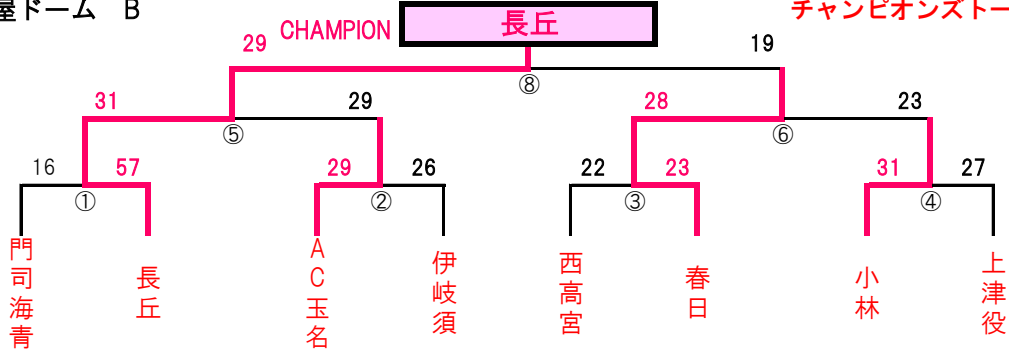 屋ドーム B
チャンピオンズトー
CHAMPION 長丘
29 19
⑧
31 29 28 23
⑤ ⑥
16 57 29 26 22 23 31 27
① ② ③ ④
門司海青
長丘
AC玉名
伊岐須
西高宮
春日
小林
上津役